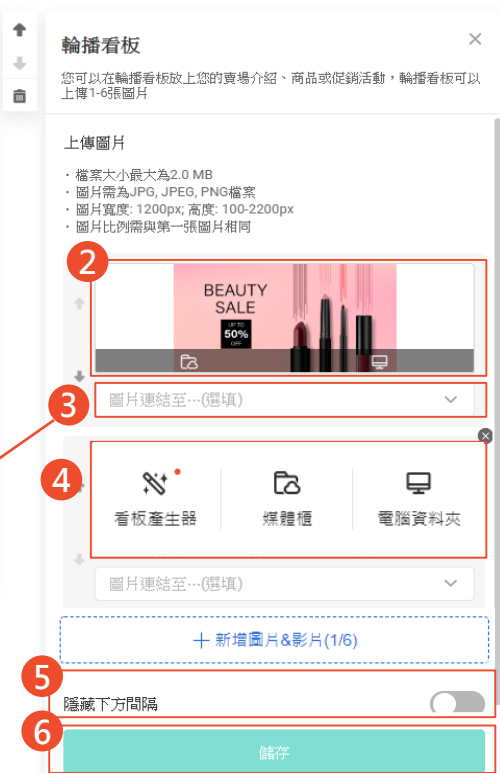 輪播看板
您可以在輪播看板放上您的賣場介紹、商品或促銷活動，輪播看板可以
上傳1-6張圖片
上傳圖片
・檔案大小最大為2.0 MB
・圖片需為JPG, JPEG, PNG檔案
・圖片寬度: 1200px; 高度: 100-2200px
・圖片比例需與第一張圖片相同
2
BEAUTY
SALE
UP TO
50%
OFF
3
圖片連結至…(選填)
4
看板產生器
媒體櫃
電腦資料夾
圖片連結至…(選填)
＋ 新增圖片&影片(1/6)
5
隱藏下方間隔
6
儲存